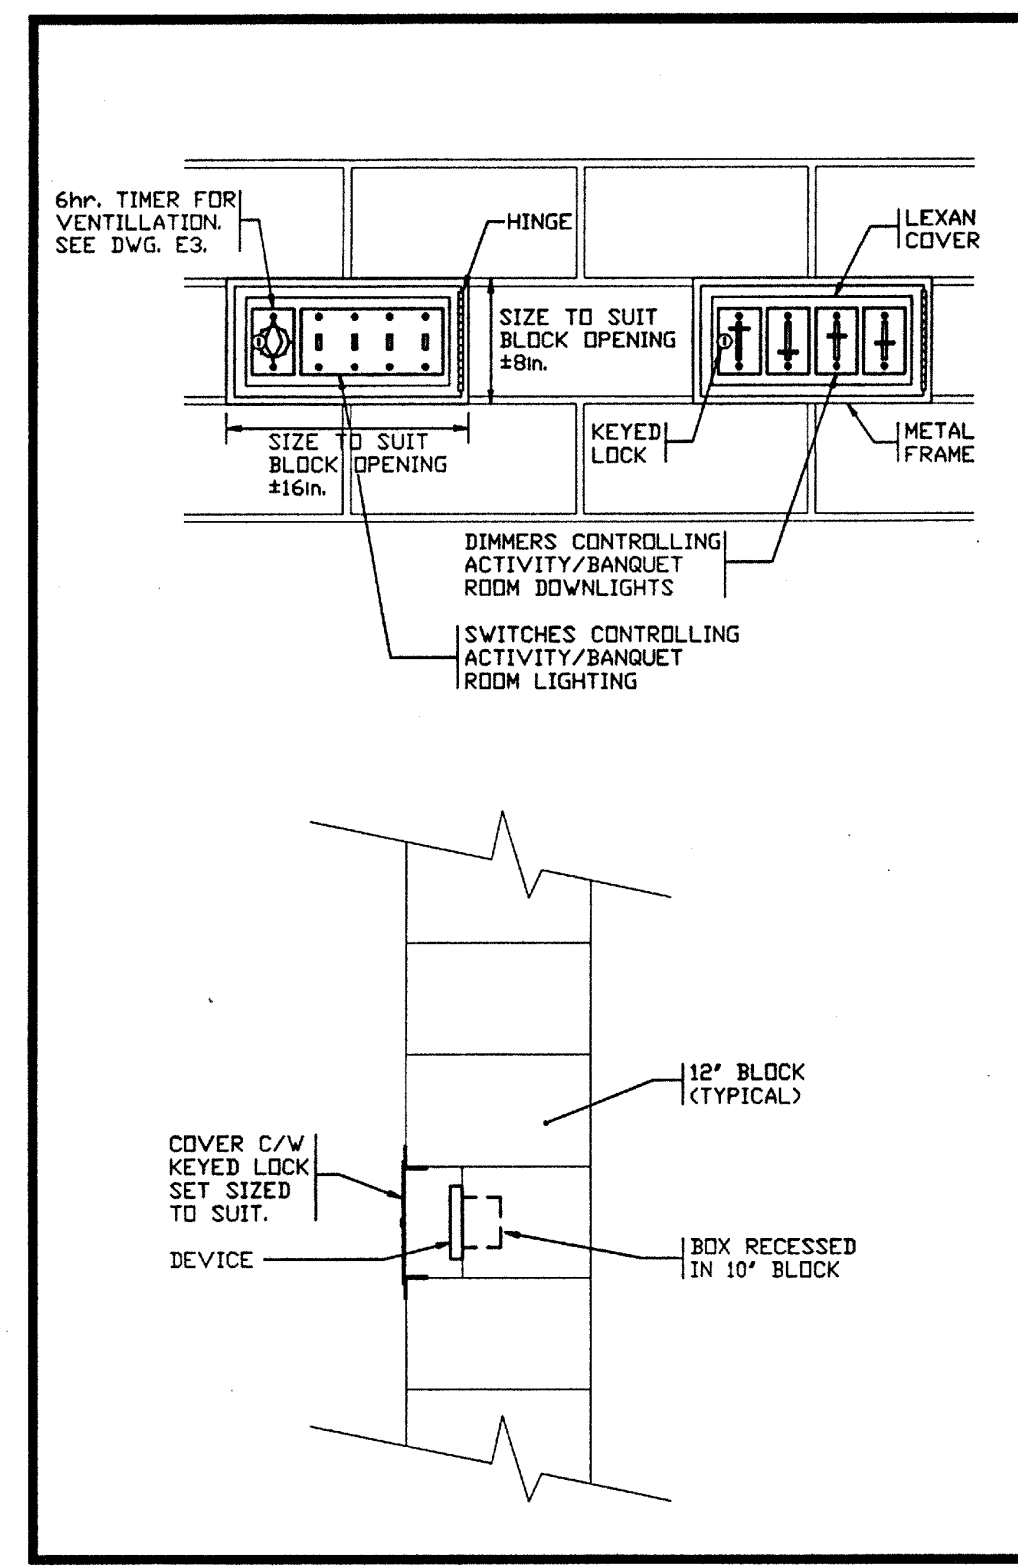 6hr. TIMER FOR
VENTILLATION.
SEE DWG. E3.
HINGE
LEXAN
COVER
SIZE TO SUIT
BLOCK OPENING
±8in.
SIZE TO SUIT
BLOCK OPENING
±16in.
KEYED
LOCK
METAL
FRAME
DIMMERS CONTROLLING
ACTIVITY/BANQUET
ROOM DOWNLIGHTS
SWITCHES CONTROLLING
ACTIVITY/BANQUET
ROOM LIGHTING
12" BLOCK
(TYPICAL)
COVER C/W
KEYED LOCK
SET SIZED
TO SUIT.
DEVICE
BOX RECESSED
IN 10" BLOCK